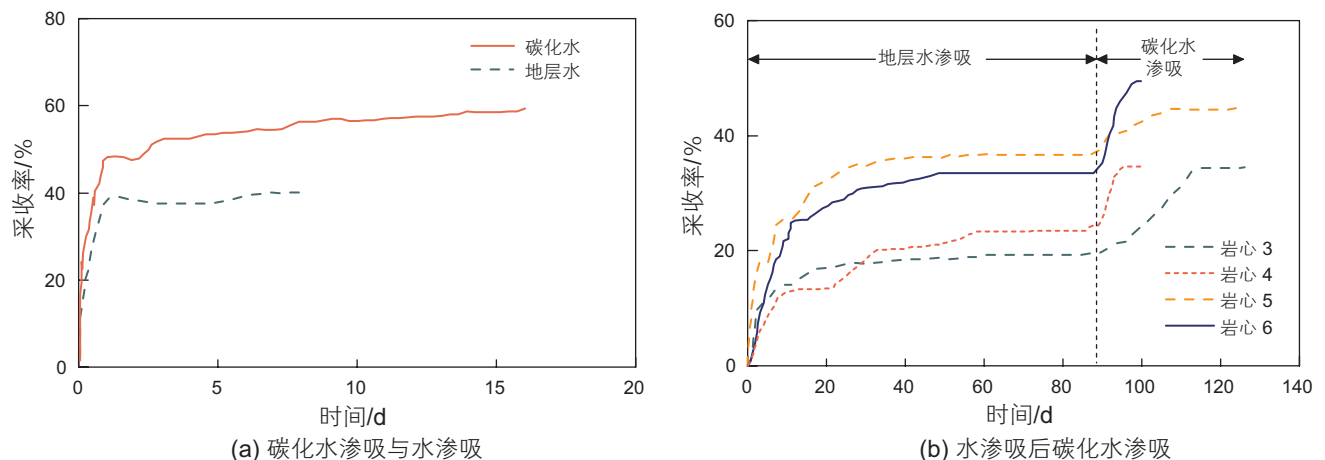 80
60
40
20
0
采收率/%
碳化水
地层水
0
5
10
15
20
时间/d
(a) 碳化水渗吸与水渗吸
60
40
20
0
采收率/%
地层水渗吸
碳化水
渗吸
岩心 3
岩心 4
岩心 5
岩心 6
0
20
40
60
80
100
120
140
时间/d
(b) 水渗吸后碳化水渗吸